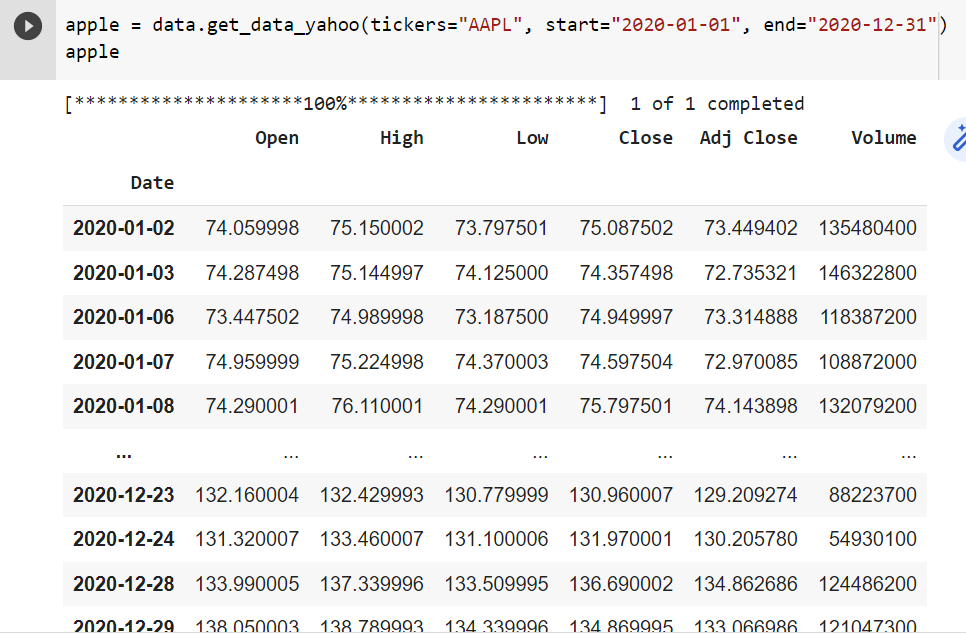 apple = data.get_data_yahoo(tickers="AAPL", start="2020-01-01", end="2020-12-31")
apple
[*********************100%***********************]  1 of 1 completed
Open High Low Close Adj Close Volume
Date
2020-01-02 74.059998 75.150002 73.797501 75.087502 73.449402 135480400
2020-01-03 74.287498 75.144997 74.125000 74.357498 72.735321 146322800
2020-01-06 73.447502 74.989998 73.187500 74.949997 73.314888 118387200
2020-01-07 74.959999 75.224998 74.370003 74.597504 72.970085 108872000
2020-01-08 74.290001 76.110001 74.290001 75.797501 74.143898 132079200
... ... ... ... ... ... ...
2020-12-23 132.160004 132.429993 130.779999 130.960007 129.209274 88223700
2020-12-24 131.320007 133.460007 131.100006 131.970001 130.205780 54930100
2020-12-28 133.990005 137.339996 133.509995 136.690002 134.862686 124486200
2020-12-29 138.050003 138.789993 134.339996 134.869995 133.066986 121047300